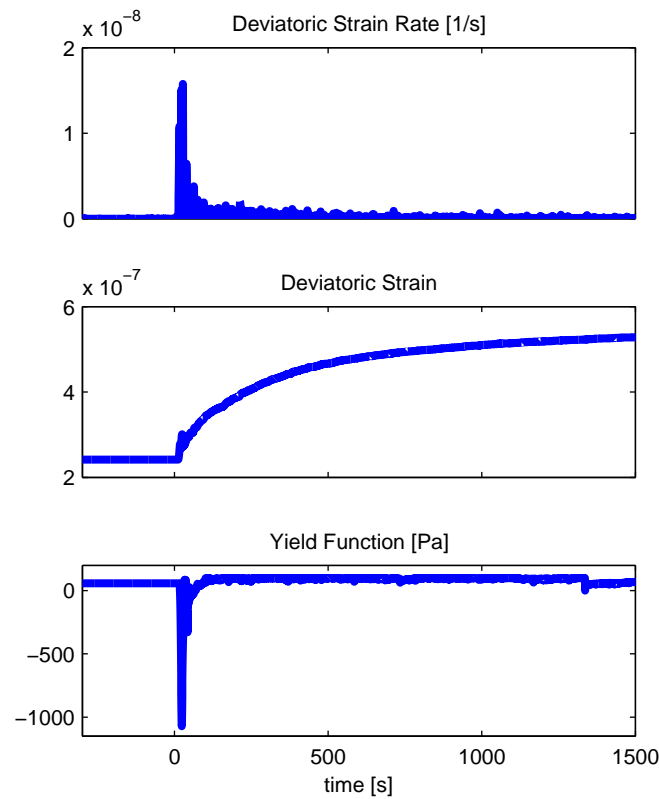 x 10⁻⁸
Deviatoric Strain Rate [1/s]
2
1
0
x 10⁻⁷
Deviatoric Strain
6
4
2
Yield Function [Pa]
0
−500
−1000
0 500 1000 1500
time [s]